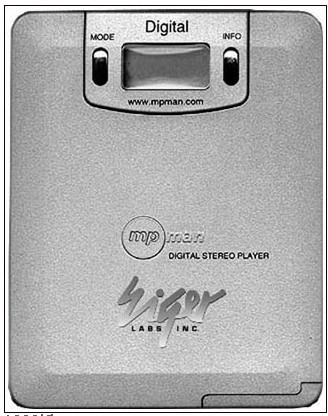 Digital
MODE
INFO
www.mpman.com
mp man
DIGITAL STEREO PLAYER
Eiger
LABS INC.